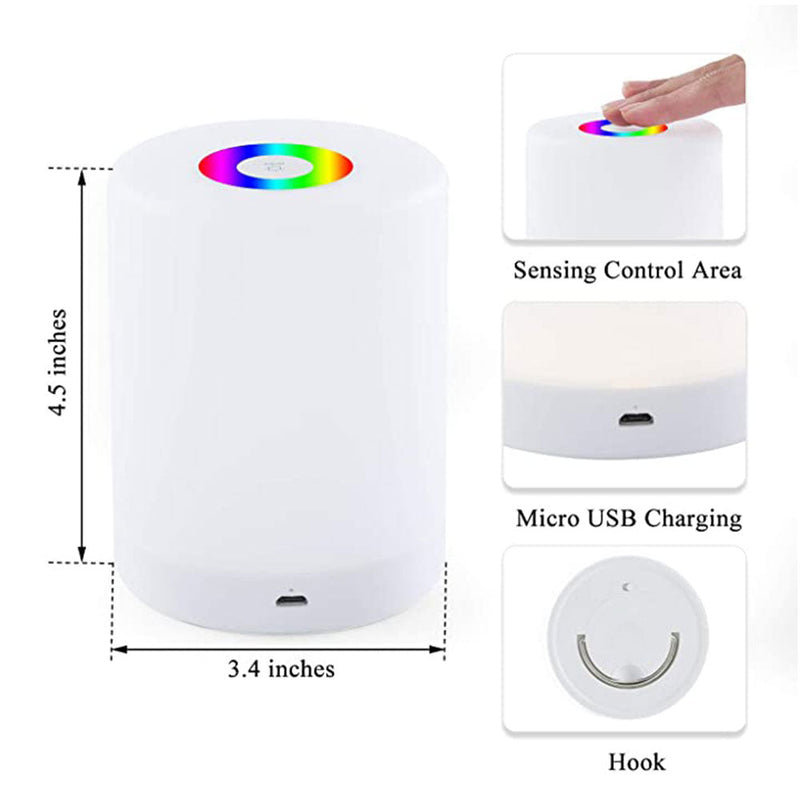 4.5 inches
3.4 inches
Sensing Control Area
Micro USB Charging
Hook